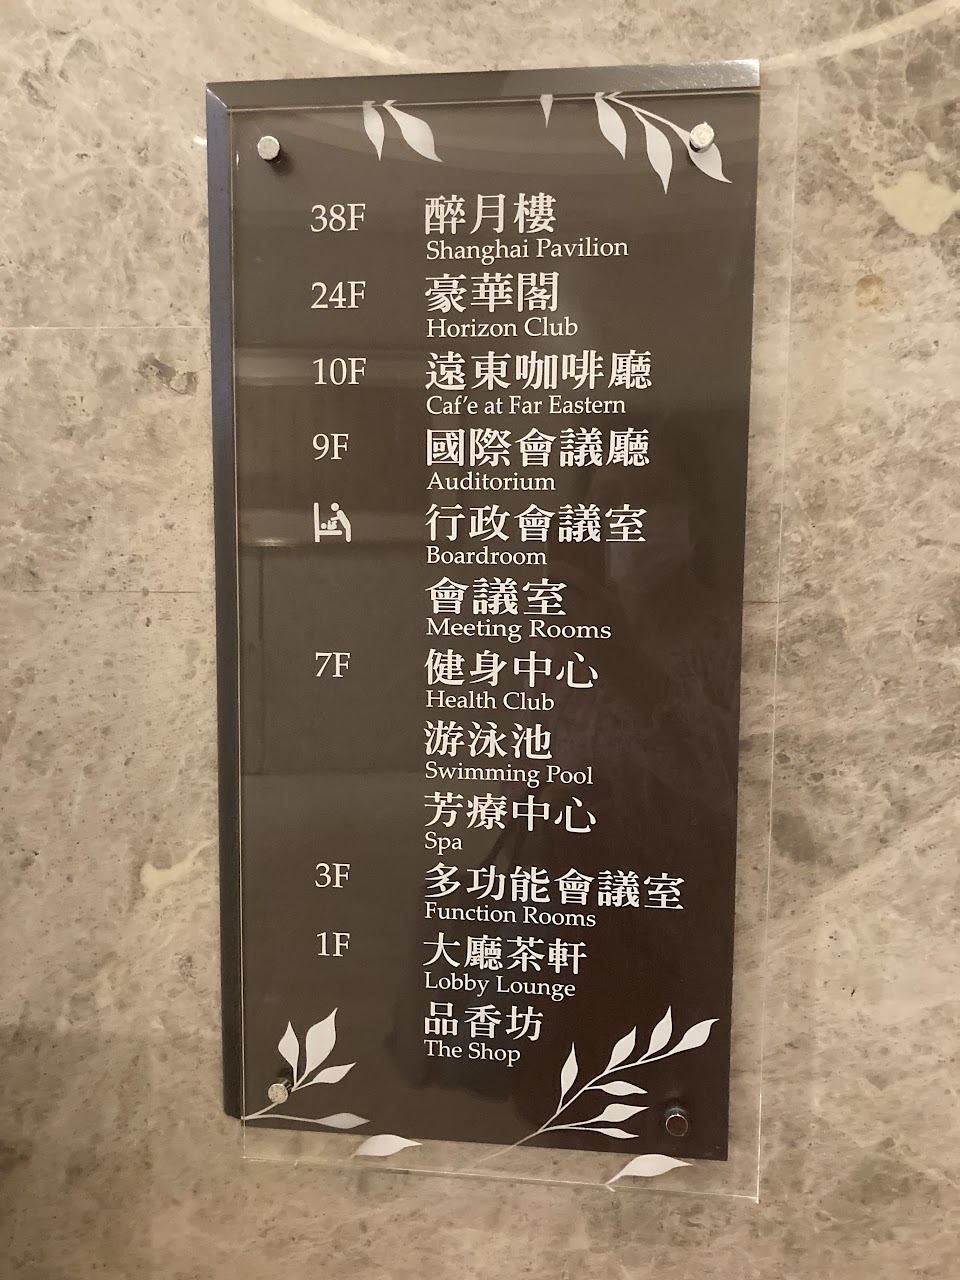 38F 醉月樓
Shanghai Pavilion
24F 豪華閣
Horizon Club
10F 遠東咖啡廳
Caf'e at Far Eastern
9F 國際會議廳
Auditorium
行政會議室
Boardroom
會議室
Meeting Rooms
7F 健身中心
Health Club
游泳池
Swimming Pool
芳療中心
Spa
3F 多功能會議室
Function Rooms
1F 大廳茶軒
Lobby Lounge
品香坊
The Shop